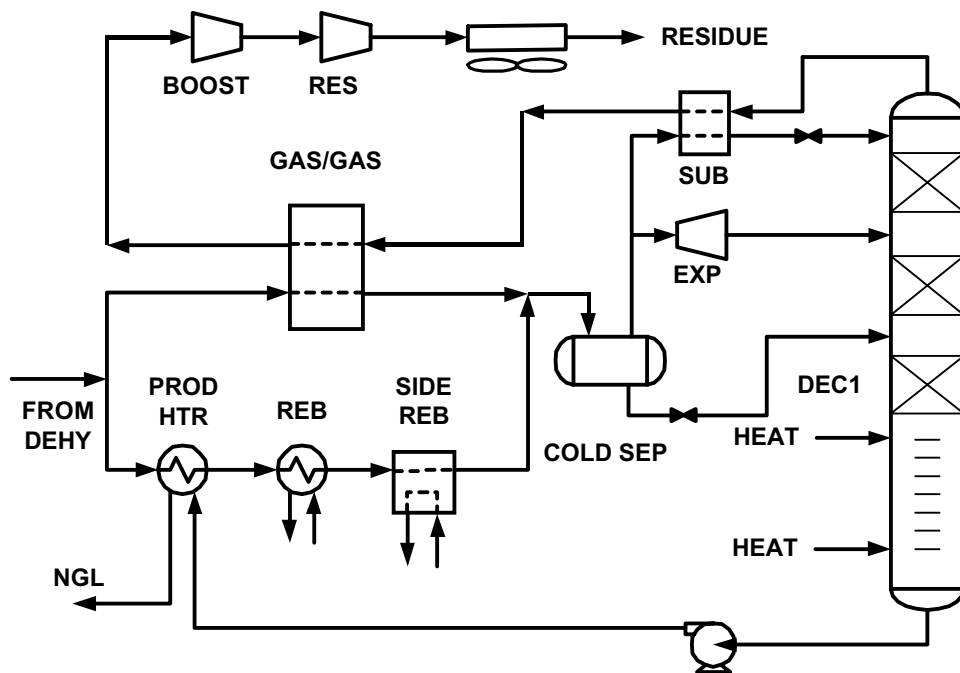 RESIDUE
BOOST
RES
GAS/GAS
SUB
EXP
FROM
DEHY
PROD
HTR
REB
SIDE
REB
COLD SEP
DEC1
HEAT
HEAT
NGL